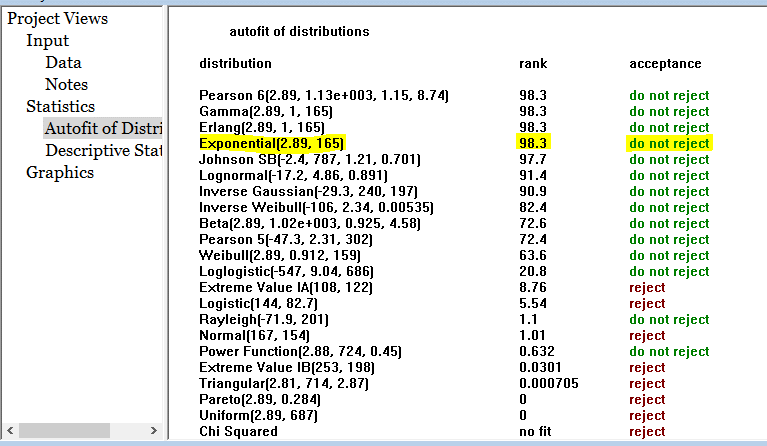 Project Views
Input
Data
Notes
Statistics
Autofit of Distri
Descriptive Stat
Graphics
autofit of distributions
distribution rank acceptance
Pearson 6(2.89, 1.13e+003, 1.15, 8.74) 98.3 do not reject
Gamma(2.89, 1, 165) 98.3 do not reject
Erlang(2.89, 1, 165) 98.3 do not reject
Exponential(2.89, 165) 98.3 do not reject
Johnson SB(-2.4, 787, 1.21, 0.701) 97.7 do not reject
Lognormal(-17.2, 4.86, 0.891) 91.4 do not reject
Inverse Gaussian(-29.3, 240, 197) 90.9 do not reject
Inverse Weibull(-106, 2.34, 0.00535) 82.4 do not reject
Beta(2.89, 1.02e+003, 0.925, 4.58) 72.6 do not reject
Pearson 5(-47.3, 2.31, 302) 72.4 do not reject
Weibull(2.89, 0.912, 159) 63.6 do not reject
Loglogistic(-547, 9.04, 686) 20.8 do not reject
Extreme Value IA(108, 122) 8.76 reject
Logistic(144, 82.7) 5.54 reject
Rayleigh(-71.9, 201) 1.1 do not reject
Normal(167, 154) 1.01 reject
Power Function(2.88, 724, 0.45) 0.632 do not reject
Extreme Value IB(253, 198) 0.0301 reject
Triangular(2.81, 714, 2.87) 0.000705 reject
Pareto(2.89, 0.284) 0 reject
Uniform(2.89, 687) 0 reject
Chi Squared no fit reject